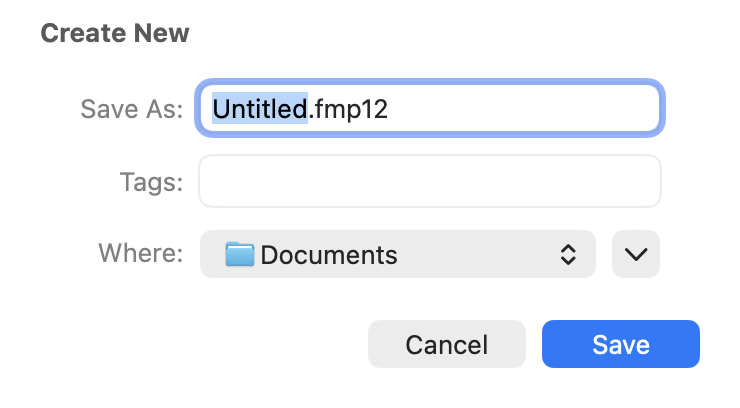 Create New
Save As: Untitled.fmp12
Tags:
Where: Documents
Cancel Save